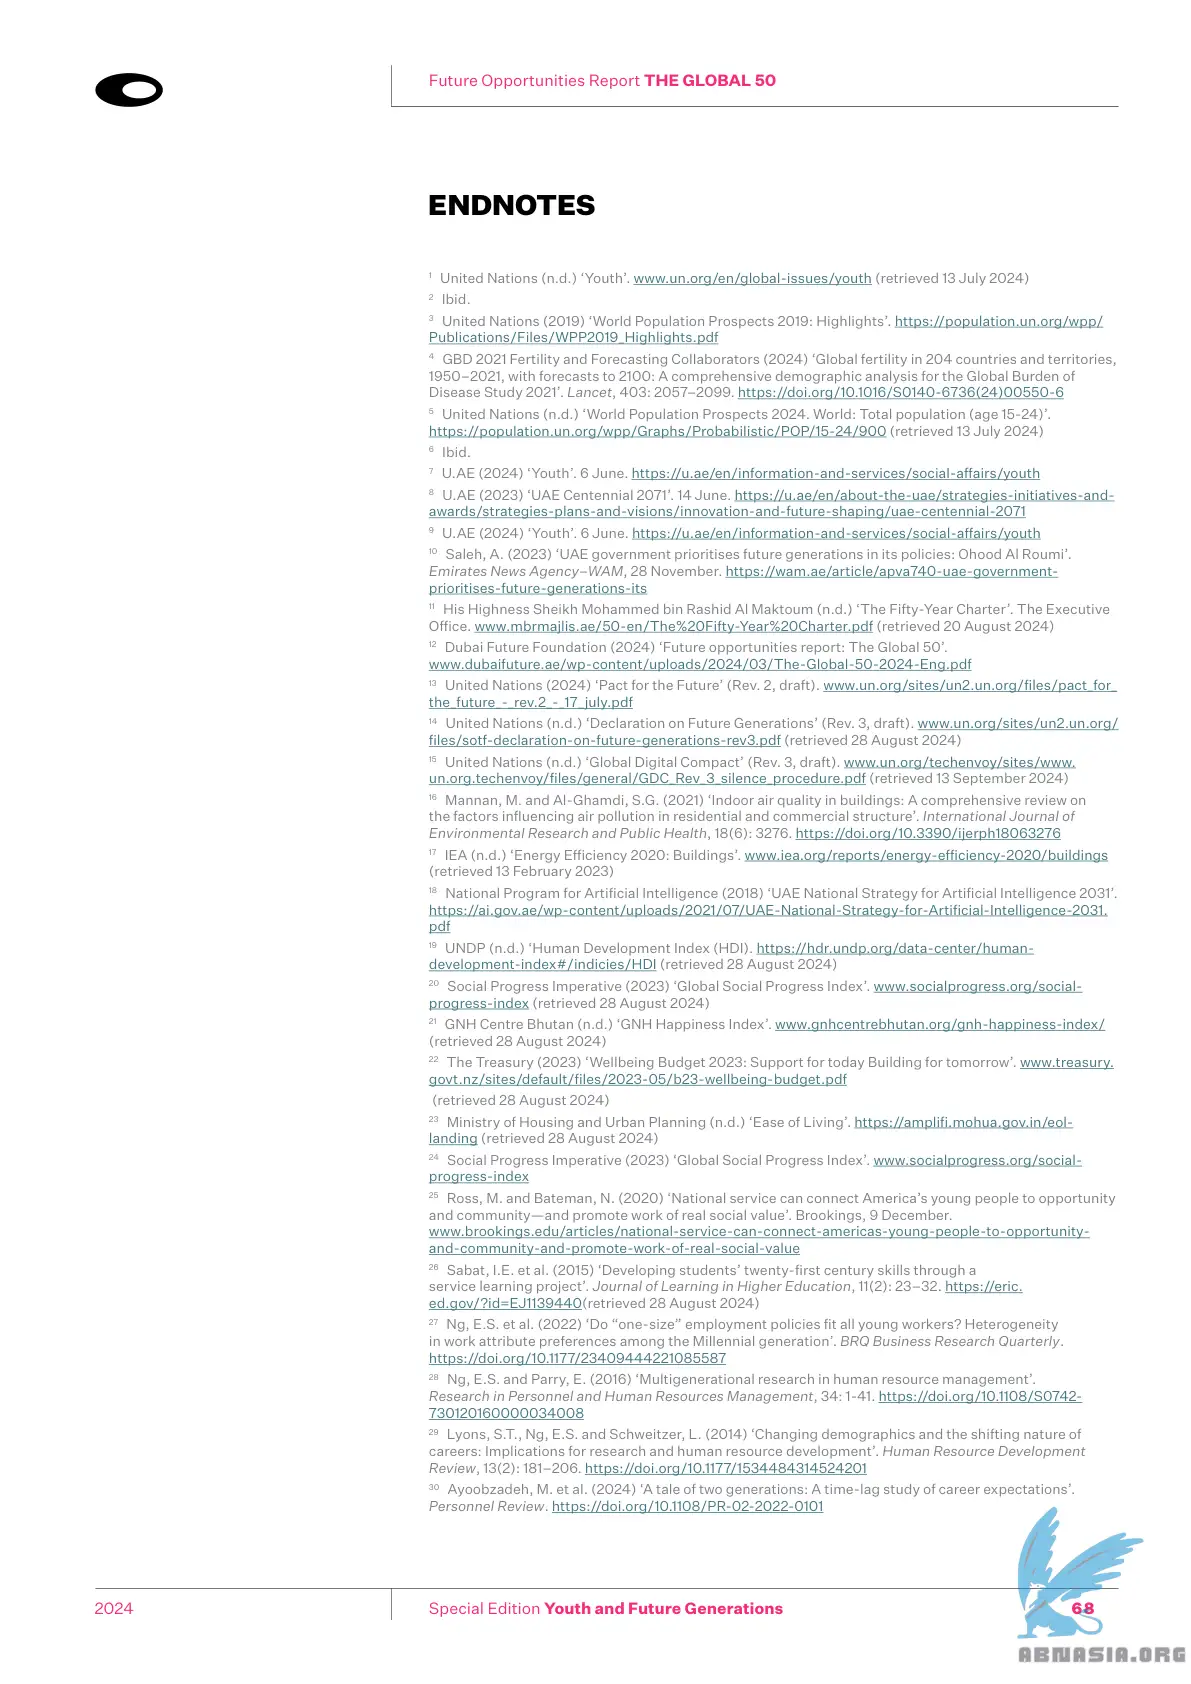 Future Opportunities Report THE GLOBAL 50
ENDNOTES
1 United Nations (n.d.) ‘Youth’. www.un.org/en/global-issues/youth (retrieved 13 July 2024)
2 Ibid.
3 United Nations (2019) ‘World Population Prospects 2019: Highlights’. https://population.un.org/wpp/
Publications/Files/WPP2019_Highlights.pdf
4 GBD 2021 Fertility and Forecasting Collaborators (2024) ‘Global fertility in 204 countries and territories,
1950–2021, with forecasts to 2100: A comprehensive demographic analysis for the Global Burden of
Disease Study 2021’. Lancet, 403: 2057–2099. https://doi.org/10.1016/S0140-6736(24)00550-6
5 United Nations (n.d.) ‘World Population Prospects 2024. World: Total population (age 15-24)’.
https://population.un.org/wpp/Graphs/Probabilistic/POP/15-24/900 (retrieved 13 July 2024)
6 Ibid.
7 U.AE (2024) ‘Youth’. 6 June. https://u.ae/en/information-and-services/social-affairs/youth
8 U.AE (2023) ‘UAE Centennial 2071’. 14 June. https://u.ae/en/about-the-uae/strategies-initiatives-and-
awards/strategies-plans-and-visions/innovation-and-future-shaping/uae-centennial-2071
9 U.AE (2024) ‘Youth’. 6 June. https://u.ae/en/information-and-services/social-affairs/youth
10 Saleh, A. (2023) ‘UAE government prioritises future generations in its policies: Ohood Al Roumi’.
Emirates News Agency–WAM, 28 November. https://wam.ae/article/apva740-uae-government-
prioritises-future-generations-its
11 His Highness Sheikh Mohammed bin Rashid Al Maktoum (n.d.) ‘The Fifty-Year Charter’. The Executive
Office. www.mbrmajlis.ae/50-en/The%20Fifty-Year%20Charter.pdf (retrieved 20 August 2024)
12 Dubai Future Foundation (2024) ‘Future opportunities report: The Global 50’.
www.dubaifuture.ae/wp-content/uploads/2024/03/The-Global-50-2024-Eng.pdf
13 United Nations (2024) ‘Pact for the Future’ (Rev. 2, draft). www.un.org/sites/un2.un.org/files/pact_for_
the_future_-_rev.2_-_17_july.pdf
14 United Nations (n.d.) ‘Declaration on Future Generations’ (Rev. 3, draft). www.un.org/sites/un2.un.org/
files/sotf-declaration-on-future-generations-rev3.pdf (retrieved 28 August 2024)
15 United Nations (n.d.) ‘Global Digital Compact’ (Rev. 3, draft). www.un.org/techenvoy/sites/www.
un.org.techenvoy/files/general/GDC_Rev_3_silence_procedure.pdf (retrieved 13 September 2024)
16 Mannan, M. and Al-Ghamdi, S.G. (2021) ‘Indoor air quality in buildings: A comprehensive review on
the factors influencing air pollution in residential and commercial structure’. International Journal of
Environmental Research and Public Health, 18(6): 3276. https://doi.org/10.3390/ijerph18063276
17 IEA (n.d.) ‘Energy Efficiency 2020: Buildings’. www.iea.org/reports/energy-efficiency-2020/buildings
(retrieved 13 February 2023)
18 National Program for Artificial Intelligence (2018) ‘UAE National Strategy for Artificial Intelligence 2031’.
https://ai.gov.ae/wp-content/uploads/2021/07/UAE-National-Strategy-for-Artificial-Intelligence-2031.
pdf
19 UNDP (n.d.) ‘Human Development Index (HDI). https://hdr.undp.org/data-center/human-
development-index#/indicies/HDI (retrieved 28 August 2024)
20 Social Progress Imperative (2023) ‘Global Social Progress Index’. www.socialprogress.org/social-
progress-index (retrieved 28 August 2024)
21 GNH Centre Bhutan (n.d.) ‘GNH Happiness Index’. www.gnhcentrebhutan.org/gnh-happiness-index/
(retrieved 28 August 2024)
22 The Treasury (2023) ‘Wellbeing Budget 2023: Support for today Building for tomorrow’. www.treasury.
govt.nz/sites/default/files/2023-05/b23-wellbeing-budget.pdf
(retrieved 28 August 2024)
23 Ministry of Housing and Urban Planning (n.d.) ‘Ease of Living’. https://amplifi.mohua.gov.in/eol-
landing (retrieved 28 August 2024)
24 Social Progress Imperative (2023) ‘Global Social Progress Index’. www.socialprogress.org/social-
progress-index
25 Ross, M. and Bateman, N. (2020) ‘National service can connect America’s young people to opportunity
and community—and promote work of real social value’. Brookings, 9 December.
www.brookings.edu/articles/national-service-can-connect-americas-young-people-to-opportunity-
and-community-and-promote-work-of-real-social-value
26 Sabat, I.E. et al. (2015) ‘Developing students’ twenty-first century skills through a
service learning project’. Journal of Learning in Higher Education, 11(2): 23–32. https://eric.
ed.gov/?id=EJ1139440(retrieved 28 August 2024)
27 Ng, E.S. et al. (2022) ‘Do “one-size” employment policies fit all young workers? Heterogeneity
in work attribute preferences among the Millennial generation’. BRQ Business Research Quarterly.
https://doi.org/10.1177/23409444221085587
28 Ng, E.S. and Parry, E. (2016) ‘Multigenerational research in human resource management’.
Research in Personnel and Human Resources Management, 34: 1-41. https://doi.org/10.1108/S0742-
730120160000034008
29 Lyons, S.T., Ng, E.S. and Schweitzer, L. (2014) ‘Changing demographics and the shifting nature of
careers: Implications for research and human resource development’. Human Resource Development
Review, 13(2): 181–206. https://doi.org/10.1177/1534484314524201
30 Ayoobzadeh, M. et al. (2024) ‘A tale of two generations: A time-lag study of career expectations’.
Personnel Review. https://doi.org/10.1108/PR-02-2022-0101
2024
Special Edition Youth and Future Generations
68
ABNASIA.ORG